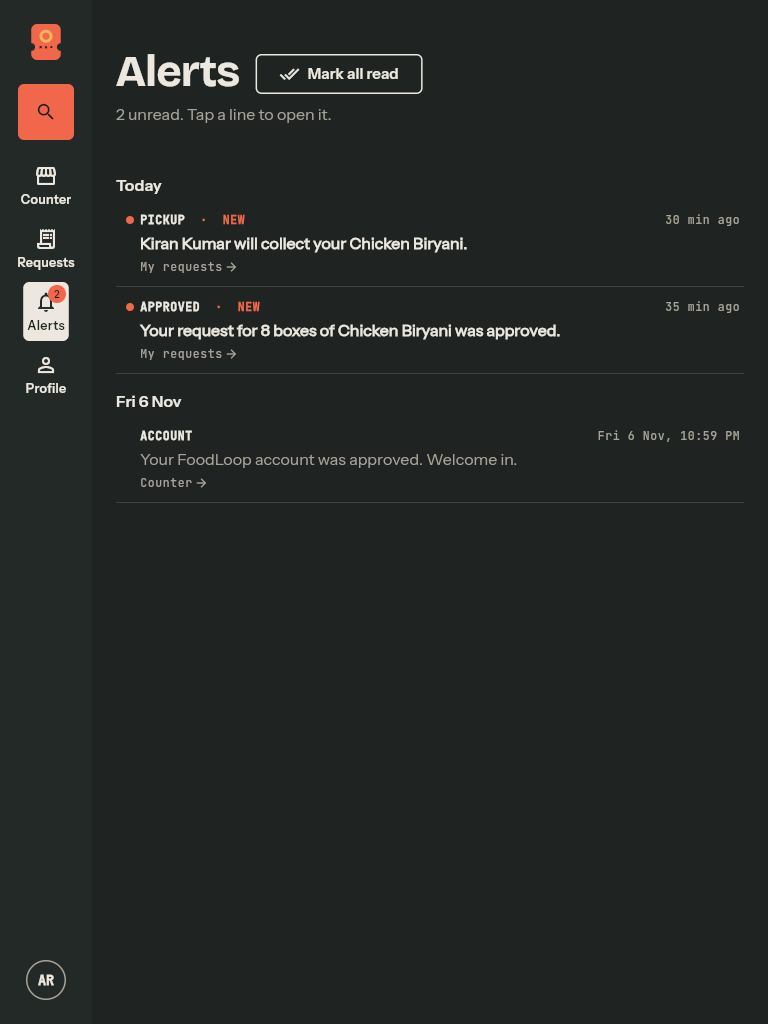 Alerts
Mark all read
2 unread. Tap a line to open it.
Counter
Requests
2
Alerts
Profile
Today
PICKUP · NEW 30 min ago
Kiran Kumar will collect your Chicken Biryani.
My requests →
APPROVED · NEW 35 min ago
Your request for 8 boxes of Chicken Biryani was approved.
My requests →
Fri 6 Nov
ACCOUNT Fri 6 Nov, 10:59 PM
Your FoodLoop account was approved. Welcome in.
Counter →
AR